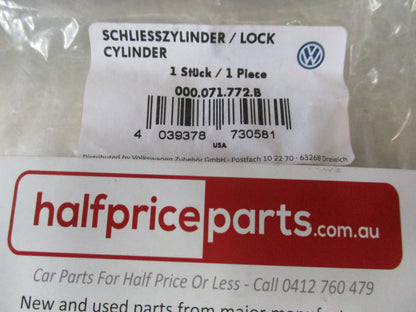 SCHLIESSZYLINDER / LOCK
CYLINDER
1 Stück / 1 Piece
000.071.772.B
4 039378 730581
USA
Distributed by Volkswagen Zubehör GmbH - Postfach 10 22 70 - 63268 Dreieich
halfpriceparts.com.au
Car Parts For Half Price Or Less - Call 0412 760 479
New and used parts from major